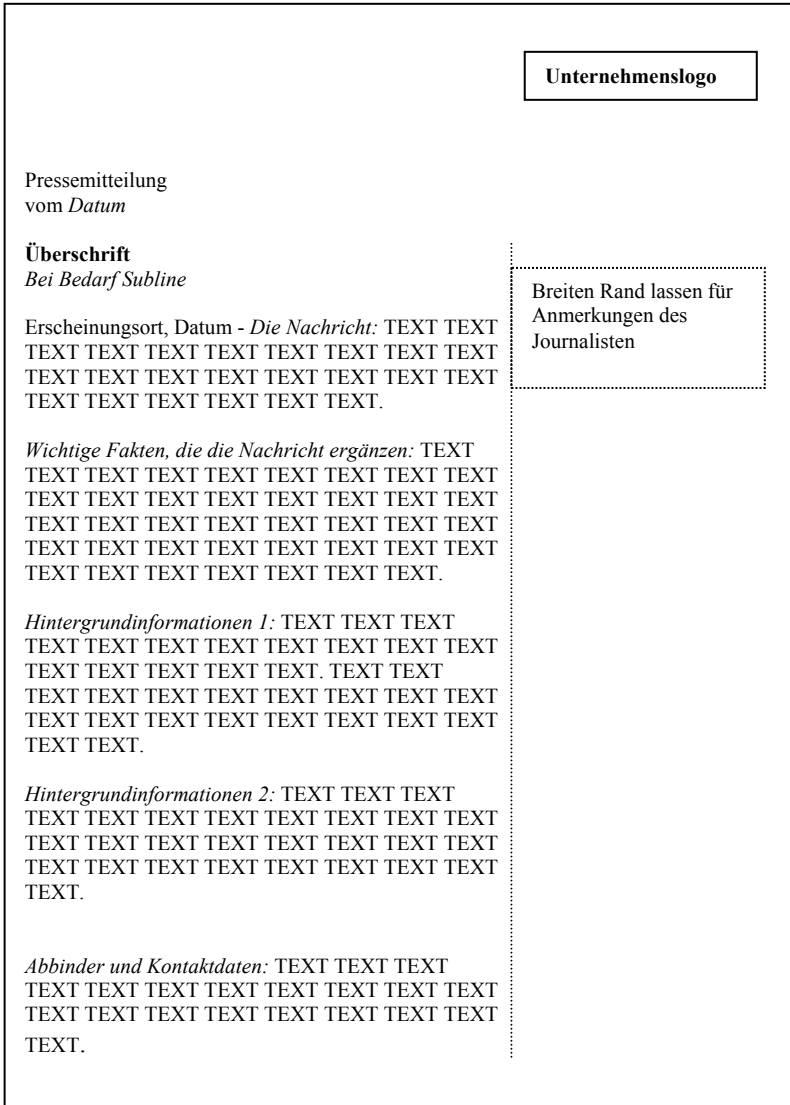 Unternehmenslogo
Pressemitteilung
vom Datum
Überschrift
Bei Bedarf Subline
Breiten Rand lassen für
Anmerkungen des
Journalisten
Erscheinungsort, Datum - Die Nachricht: TEXT TEXT
TEXT TEXT TEXT TEXT TEXT TEXT TEXT TEXT
TEXT TEXT TEXT TEXT TEXT TEXT TEXT TEXT
TEXT TEXT TEXT TEXT TEXT TEXT.
Wichtige Fakten, die die Nachricht ergänzen: TEXT
TEXT TEXT TEXT TEXT TEXT TEXT TEXT TEXT
TEXT TEXT TEXT TEXT TEXT TEXT TEXT TEXT
TEXT TEXT TEXT TEXT TEXT TEXT TEXT TEXT
TEXT TEXT TEXT TEXT TEXT TEXT TEXT TEXT
TEXT TEXT TEXT TEXT TEXT TEXT TEXT.
Hintergrundinformationen 1: TEXT TEXT TEXT
TEXT TEXT TEXT TEXT TEXT TEXT TEXT TEXT
TEXT TEXT TEXT TEXT TEXT. TEXT TEXT
TEXT TEXT TEXT TEXT TEXT TEXT TEXT TEXT
TEXT TEXT TEXT TEXT TEXT TEXT TEXT TEXT
TEXT TEXT.
Hintergrundinformationen 2: TEXT TEXT TEXT
TEXT TEXT TEXT TEXT TEXT TEXT TEXT TEXT
TEXT TEXT TEXT TEXT TEXT TEXT TEXT TEXT
TEXT TEXT TEXT TEXT TEXT TEXT TEXT TEXT
TEXT.
Abbinder und Kontaktdaten: TEXT TEXT TEXT
TEXT TEXT TEXT TEXT TEXT TEXT TEXT TEXT
TEXT TEXT TEXT TEXT TEXT TEXT TEXT TEXT
TEXT.